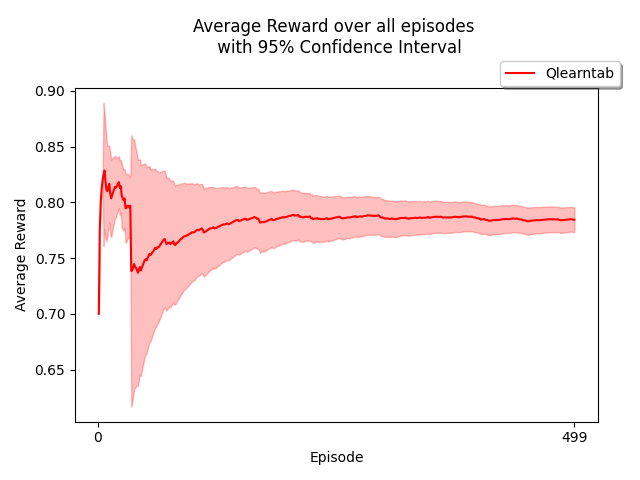 Average Reward over all episodes
with 95% Confidence Interval
Qlearntab
0.90
0.85
0.80
0.75
0.70
0.65
Average Reward
0
499
Episode